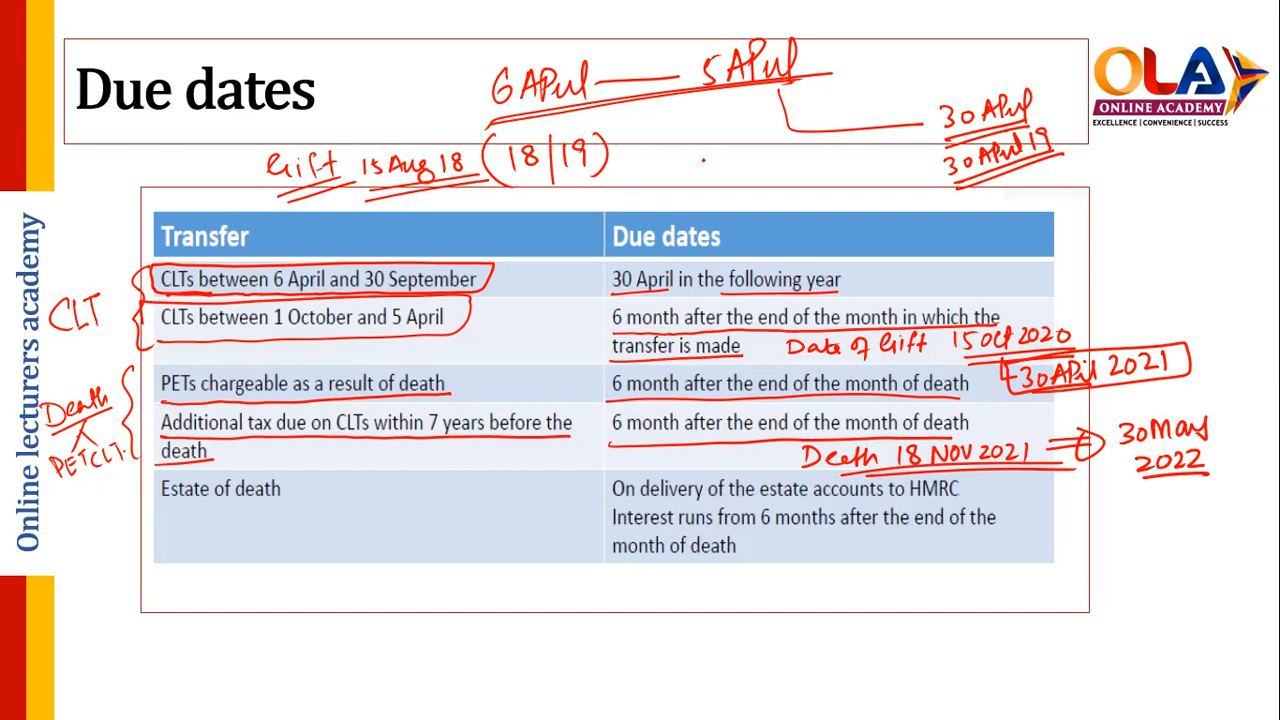 Due dates
6 April 5 April
30 April
30 April 19
Gift 15 Aug 18 (18/19)
OLA
ONLINE ACADEMY
EXCELLENCE | CONVENIENCE | SUCCESS
Online lecturers academy
Transfer Due dates
CLTs between 6 April and 30 September 30 April in the following year
CLT
CLTs between 1 October and 5 April 6 month after the end of the month in which the
transfer is made
Date of Gift 15 Oct 2020
30 April 2021
PETs chargeable as a result of death 6 month after the end of the month of death
Death
PET CLT.
Additional tax due on CLTs within 7 years before the 6 month after the end of the month of death
death
Death 18 NOV 2021
30 May
2022
Estate of death On delivery of the estate accounts to HMRC
Interest runs from 6 months after the end of the
month of death